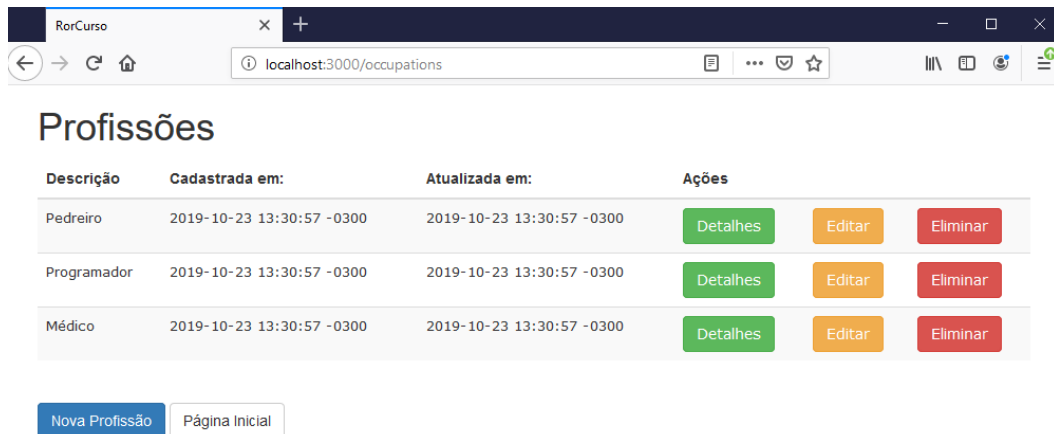 RorCurso
localhost:3000/occupations
Profissões
Descrição Cadastrada em: Atualizada em: Ações
Pedreiro 2019-10-23 13:30:57 -0300 2019-10-23 13:30:57 -0300 Detalhes Editar Eliminar
Programador 2019-10-23 13:30:57 -0300 2019-10-23 13:30:57 -0300 Detalhes Editar Eliminar
Médico 2019-10-23 13:30:57 -0300 2019-10-23 13:30:57 -0300 Detalhes Editar Eliminar
Nova Profissão Página Inicial